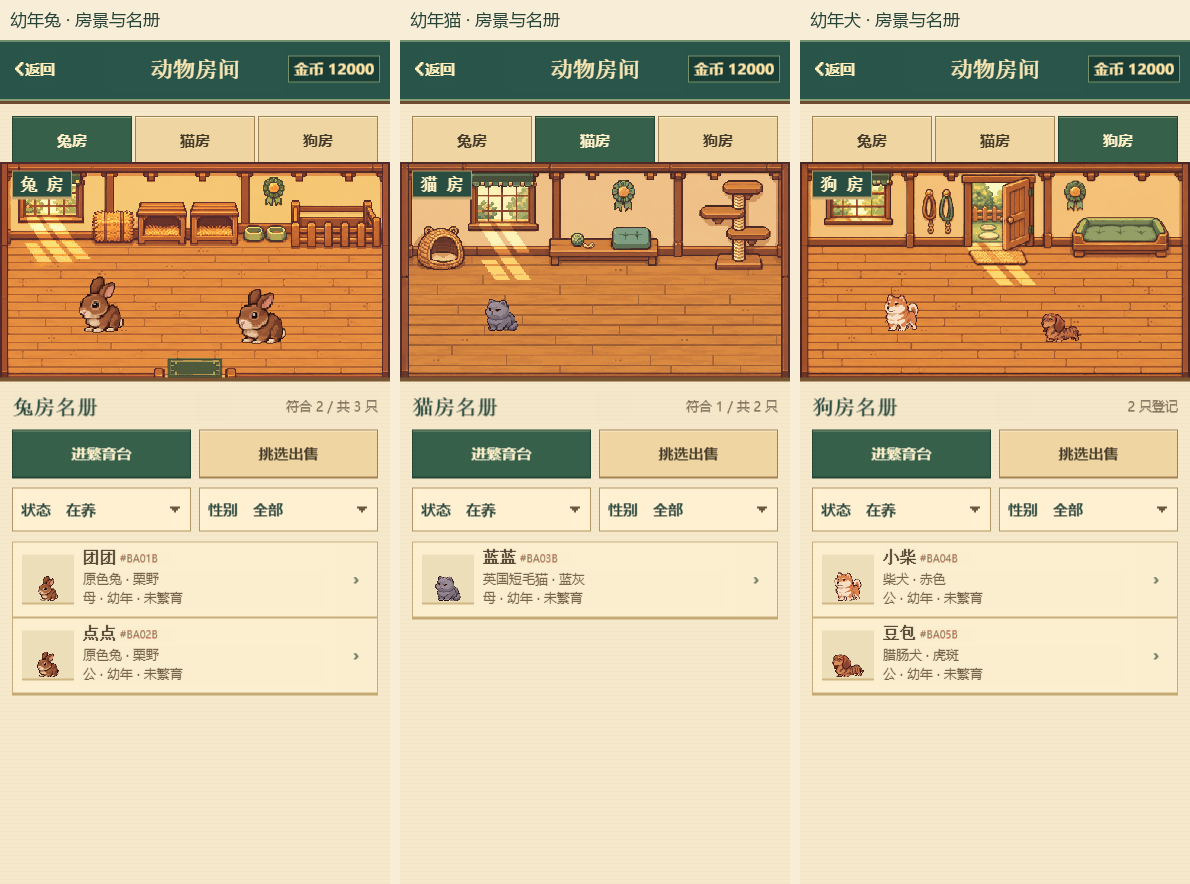 幼年兔 · 房景与名册
返回
动物房间
金币 12000
兔房
猫房
狗房
兔 房
兔房名册
符合 2 / 共 3 只
进繁育台
挑选出售
状态 在养
性别 全部
团团 #BA01B
原色兔 · 栗野
母 · 幼年 · 未繁育
点点 #BA02B
原色兔 · 栗野
公 · 幼年 · 未繁育
幼年猫 · 房景与名册
返回
动物房间
金币 12000
兔房
猫房
狗房
猫 房
猫房名册
符合 1 / 共 2 只
进繁育台
挑选出售
状态 在养
性别 全部
蓝蓝 #BA03B
英国短毛猫 · 蓝灰
母 · 幼年 · 未繁育
幼年犬 · 房景与名册
返回
动物房间
金币 12000
兔房
猫房
狗房
狗 房
狗房名册
2 只登记
进繁育台
挑选出售
状态 在养
性别 全部
小柴 #BA04B
柴犬 · 赤色
公 · 幼年 · 未繁育
豆包 #BA05B
腊肠犬 · 虎斑
公 · 幼年 · 未繁育